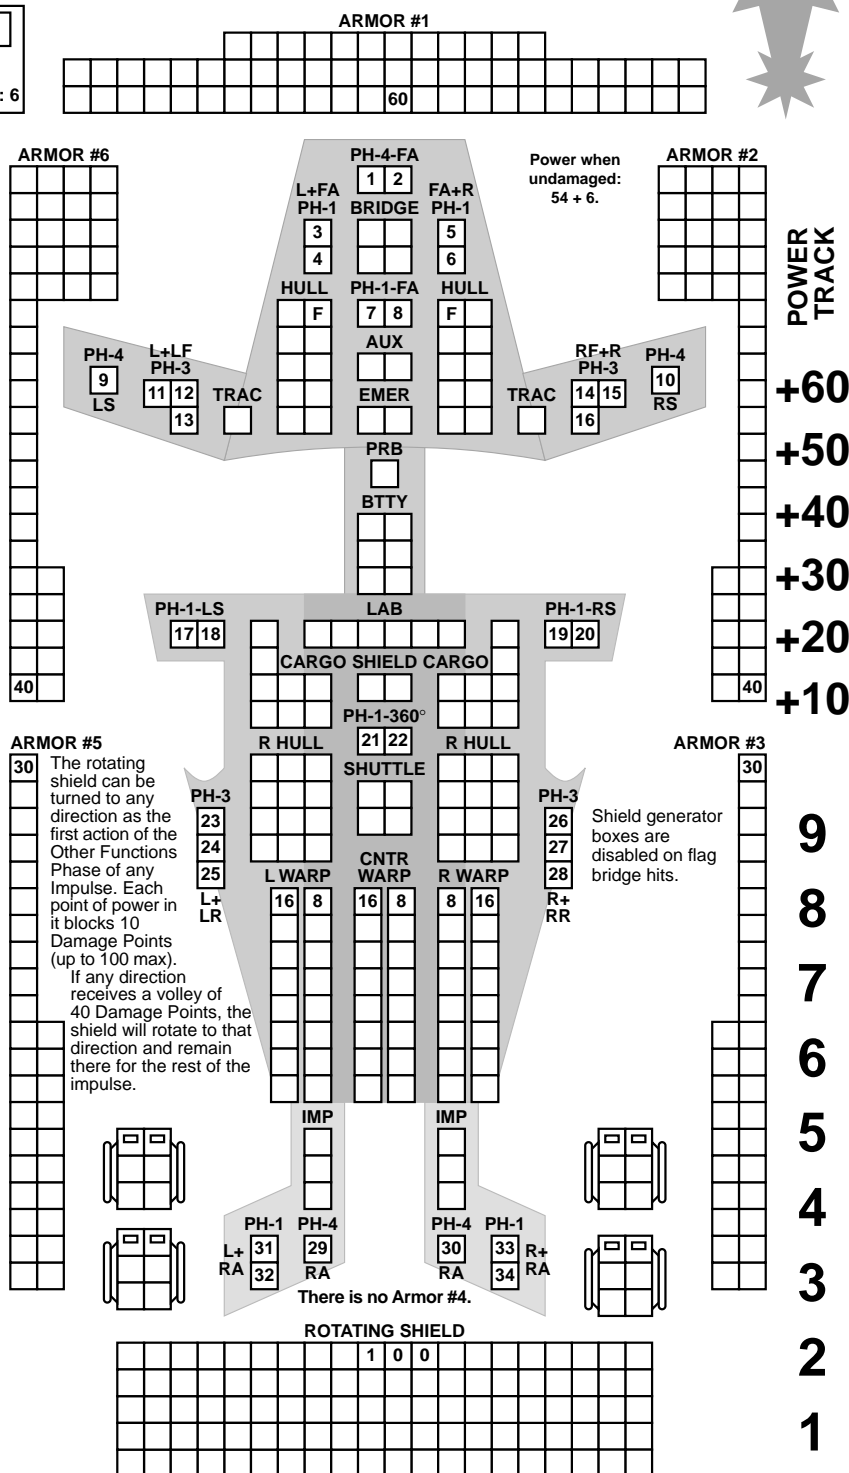 ARMOR #1
: 6
60
ARMOR #6
PH-4-FA
Power when
undamaged:
54 + 6.
ARMOR #2
1 2
L+FA
PH-1
BRIDGE
FA+R
PH-1
3
4
5
6
POWER
TRACK
HULL
PH-1-FA
HULL
F
7 8
F
AUX
PH-4
9
LS
L+LF
PH-3
11 12
13
TRAC
EMER
TRAC
RF+R
PH-3
14 15
16
PH-4
10
RS
+60
+50
+40
+30
+20
+10
PRB
BTTY
PH-1-LS
17 18
LAB
PH-1-RS
19 20
CARGO SHIELD CARGO
40
40
PH-1-360°
21 22
ARMOR #5
30
R HULL
R HULL
ARMOR #3
30
The rotating
shield can be
turned to any
direction as the
first action of the
Other Functions
Phase of any
Impulse. Each
point of power in
it blocks 10
Damage Points
(up to 100 max).
If any direction
receives a volley of
40 Damage Points, the
shield will rotate to that
direction and remain
there for the rest of the
impulse.
SHUTTLE
PH-3
23
24
25
L+
LR
PH-3
26
27
28
R+
RR
Shield generator
boxes are
disabled on flag
bridge hits.
L WARP
CNTR
WARP
R WARP
16 8
16 8
8 16
9
8
7
6
5
4
3
2
1
IMP
IMP
PH-1
L+
RA
31
32
PH-4
29
RA
PH-4
30
RA
PH-1
33
34
R+
RA
There is no Armor #4.
ROTATING SHIELD
1 0 0